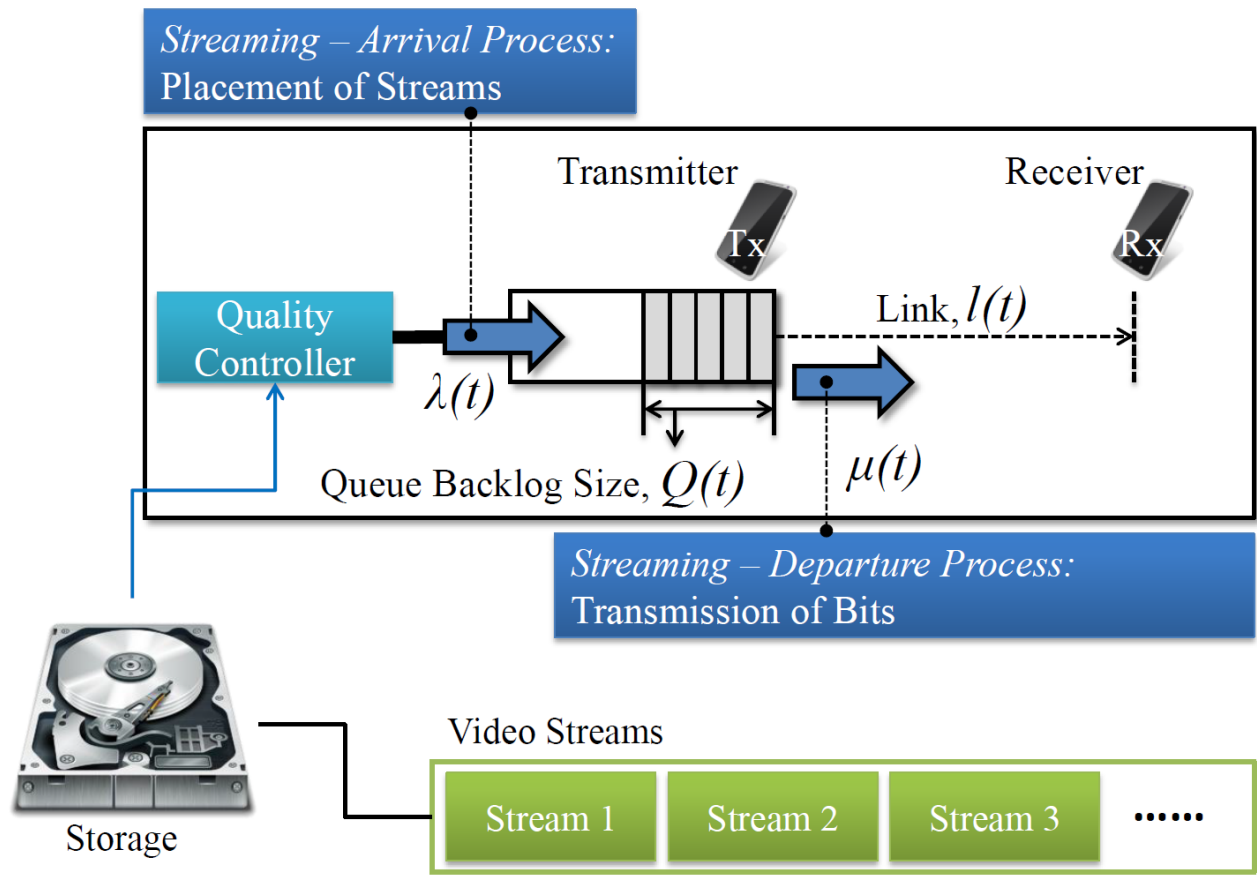 Streaming – Arrival Process:
Placement of Streams
Transmitter
Receiver
Tx
Rx
Quality
Controller
λ(t)
Link, l(t)
Queue Backlog Size, Q(t)
μ(t)
Streaming – Departure Process:
Transmission of Bits
Storage
Video Streams
Stream 1
Stream 2
Stream 3
......